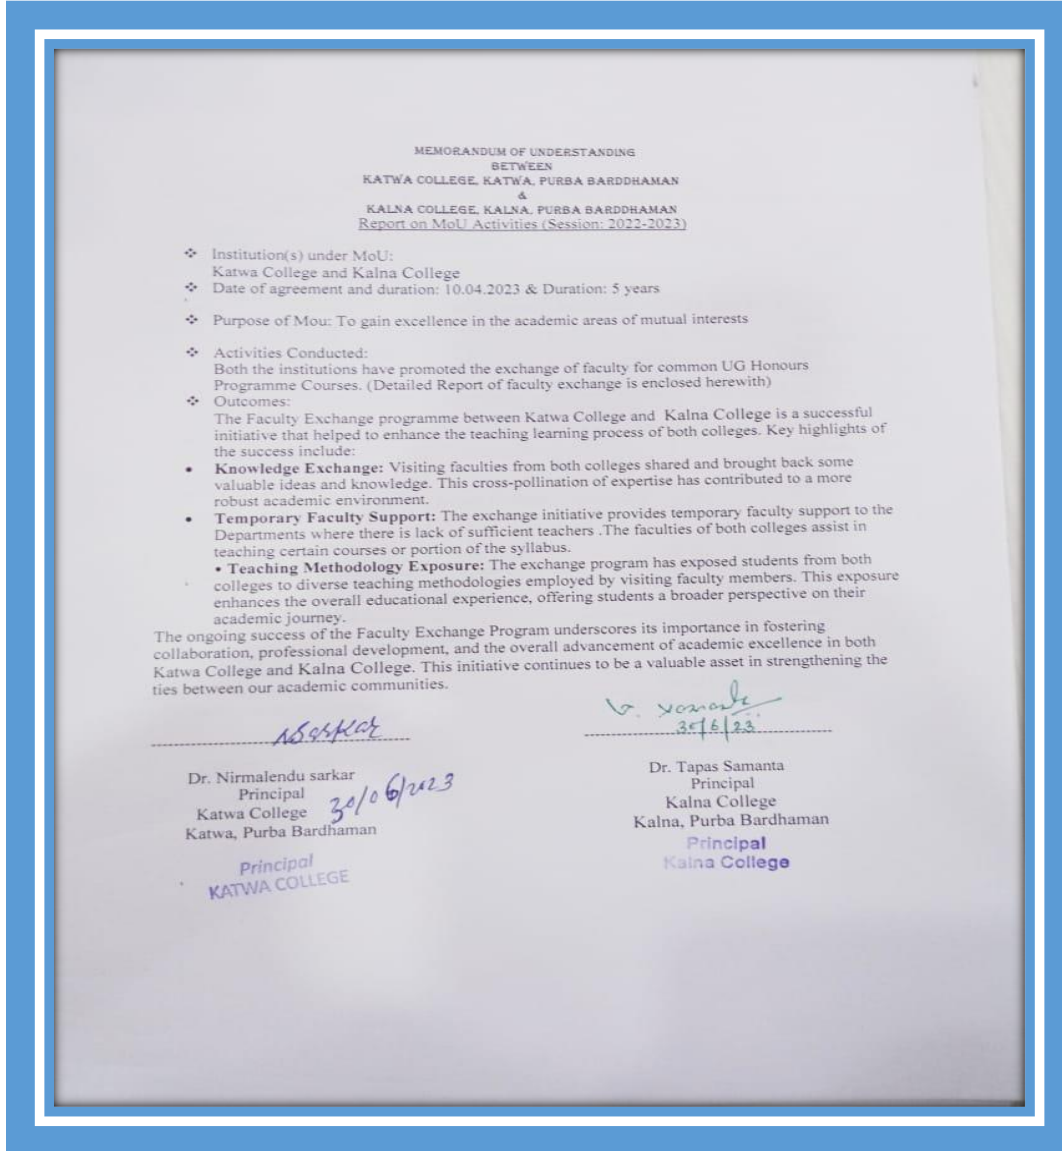 MEMORANDUM OF UNDERSTANDING
BETWEEN
KATWA COLLEGE, KATWA, PURBA BARDDHAMAN
&
KALNA COLLEGE, KALNA, PURBA BARDDHAMAN
Report on MoU Activities (Session: 2022-2023)
❖ Institution(s) under MoU:
Katwa College and Kalna College
❖ Date of agreement and duration: 10.04.2023 & Duration: 5 years
❖ Purpose of Mou: To gain excellence in the academic areas of mutual interests
❖ Activities Conducted:
Both the institutions have promoted the exchange of faculty for common UG Honours
Programme Courses. (Detailed Report of faculty exchange is enclosed herewith)
❖ Outcomes:
The Faculty Exchange programme between Katwa College and Kalna College is a successful
initiative that helped to enhance the teaching learning process of both colleges. Key highlights of
the success include:
• Knowledge Exchange: Visiting faculties from both colleges shared and brought back some
valuable ideas and knowledge. This cross-pollination of expertise has contributed to a more
robust academic environment.
• Temporary Faculty Support: The exchange initiative provides temporary faculty support to the
Departments where there is lack of sufficient teachers .The faculties of both colleges assist in
teaching certain courses or portion of the syllabus.
• Teaching Methodology Exposure: The exchange program has exposed students from both
colleges to diverse teaching methodologies employed by visiting faculty members. This exposure
enhances the overall educational experience, offering students a broader perspective on their
academic journey.
The ongoing success of the Faculty Exchange Program underscores its importance in fostering
collaboration, professional development, and the overall advancement of academic excellence in both
Katwa College and Kalna College. This initiative continues to be a valuable asset in strengthening the
ties between our academic communities.
NSarkar
Dr. Nirmalendu sarkar
Principal
Katwa College 30/06/2023
Katwa, Purba Bardhaman
Principal
KATWA COLLEGE
30/6/23
Dr. Tapas Samanta
Principal
Kalna College
Kalna, Purba Bardhaman
Principal
Kalna College